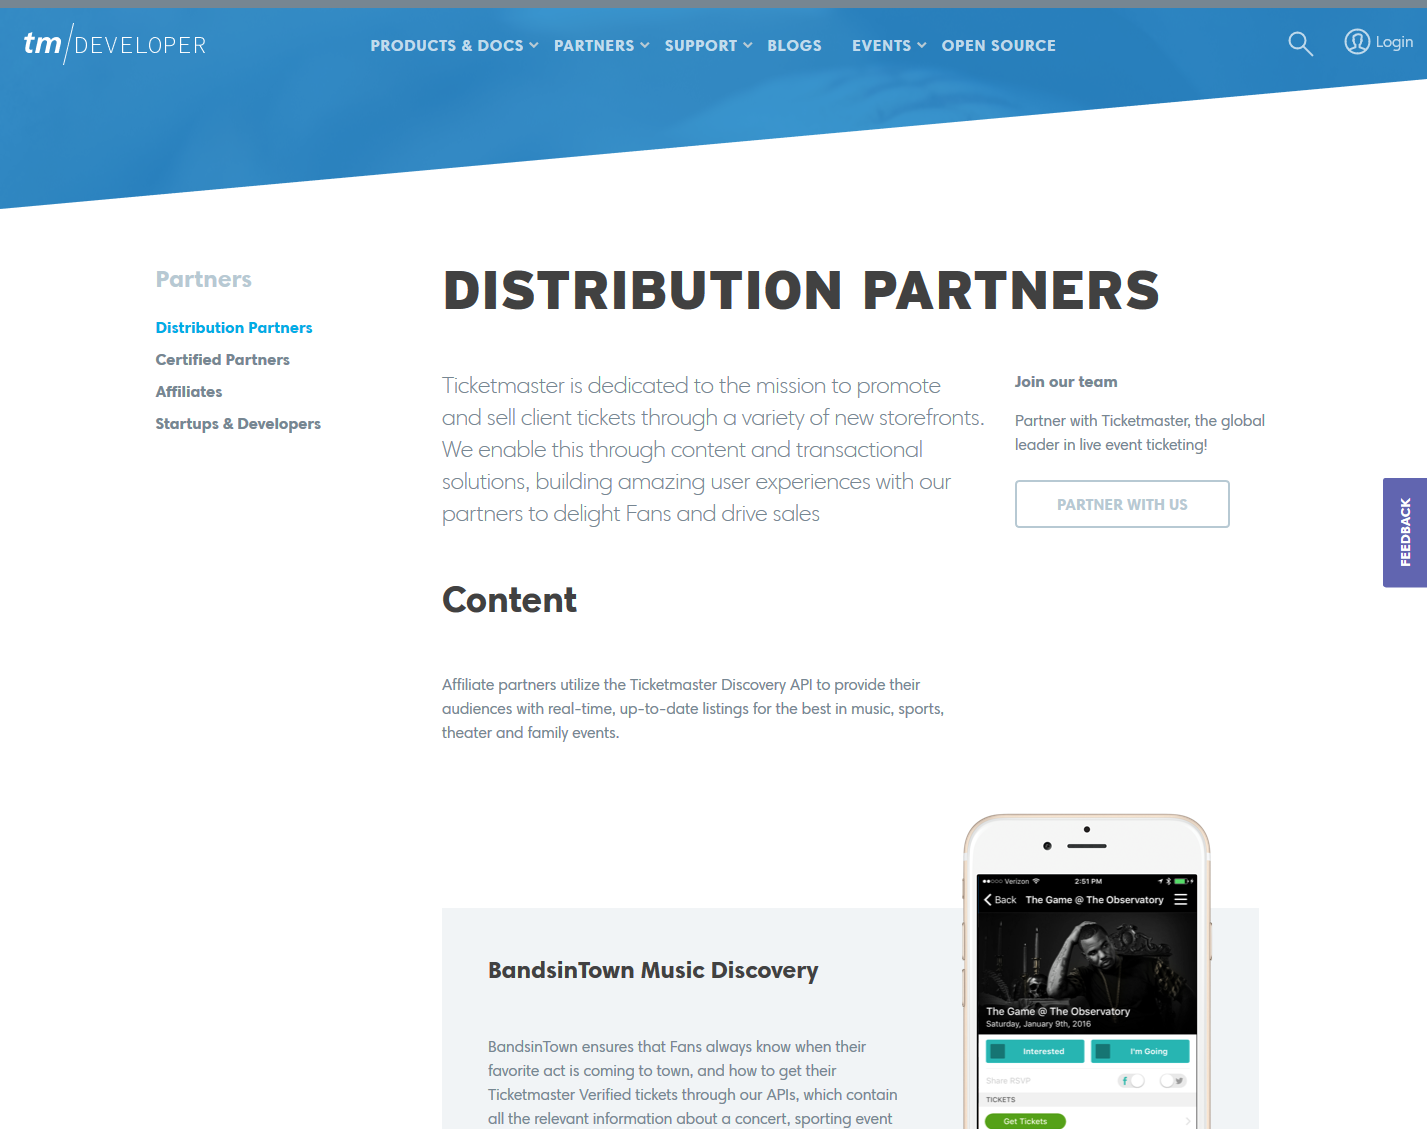 tm/DEVELOPER
PRODUCTS & DOCS
PARTNERS
SUPPORT
BLOGS
EVENTS
OPEN SOURCE
Login
Partners
Distribution Partners
Certified Partners
Affiliates
Startups & Developers
DISTRIBUTION PARTNERS
Ticketmaster is dedicated to the mission to promote
and sell client tickets through a variety of new storefronts.
We enable this through content and transactional
solutions, building amazing user experiences with our
partners to delight Fans and drive sales
Join our team
Partner with Ticketmaster, the global
leader in live event ticketing!
PARTNER WITH US
FEEDBACK
Content
Affiliate partners utilize the Ticketmaster Discovery API to provide their
audiences with real-time, up-to-date listings for the best in music, sports,
theater and family events.
BandsinTown Music Discovery
BandsinTown ensures that Fans always know when their
favorite act is coming to town, and how to get their
Ticketmaster Verified tickets through our APIs, which contain
all the relevant information about a concert, sporting event
Verizon
2:51 PM
Back
The Game @ The Observatory
The Game @ The Observatory
Saturday, January 9th, 2016
Interested
I'm Going
Share RSVP
TICKETS
Get Tickets